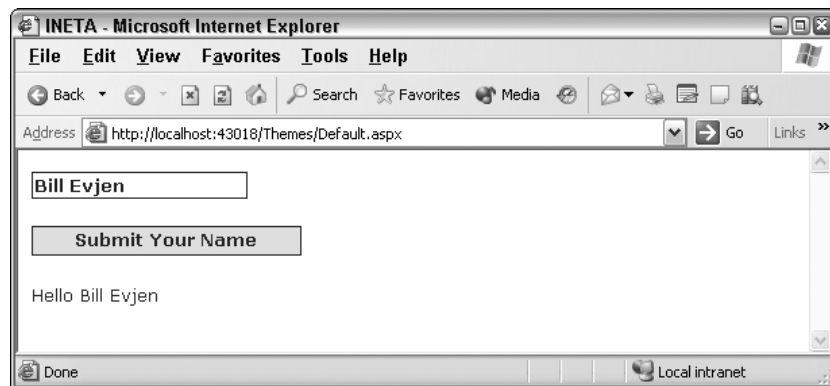 INETA - Microsoft Internet Explorer
File Edit View Favorites Tools Help
Back Search Favorites Media
Address http://localhost:43018/Themes/Default.aspx Go Links »
Bill Evjen
Submit Your Name
Hello Bill Evjen
Done Local intranet